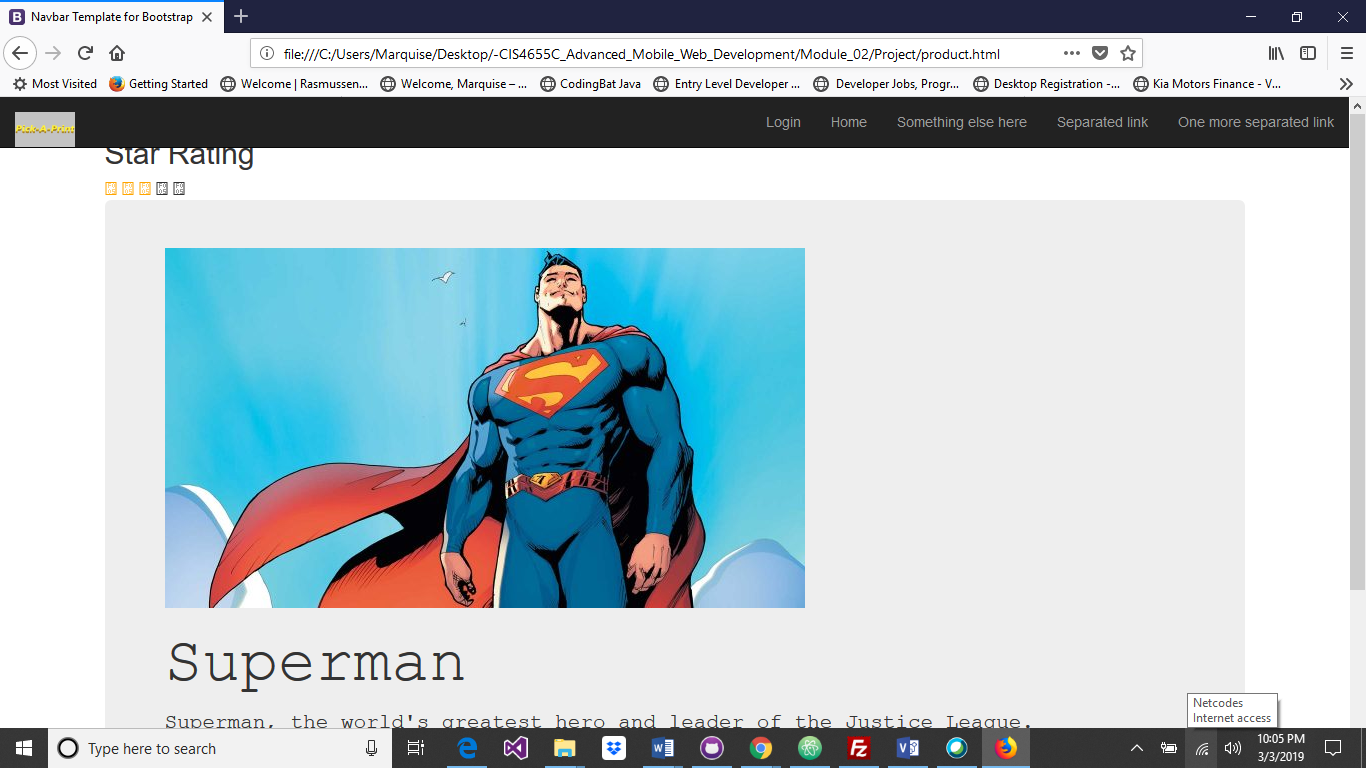 Navbar Template for Bootstrap
file:///C:/Users/Marquise/Desktop/-CIS4655C_Advanced_Mobile_Web_Development/Module_02/Project/product.html
Most Visited Getting Started Welcome | Rasmussen... Welcome, Marquise – ... CodingBat Java Entry Level Developer ... Developer Jobs, Progr... Desktop Registration -... Kia Motors Finance - V...
Pick-A-Print Login Home Something else here Separated link One more separated link
Star Rating
Superman
Superman, the world's greatest hero and leader of the Justice League.
Netcodes
Internet access
Type here to search
10:05 PM
3/3/2019